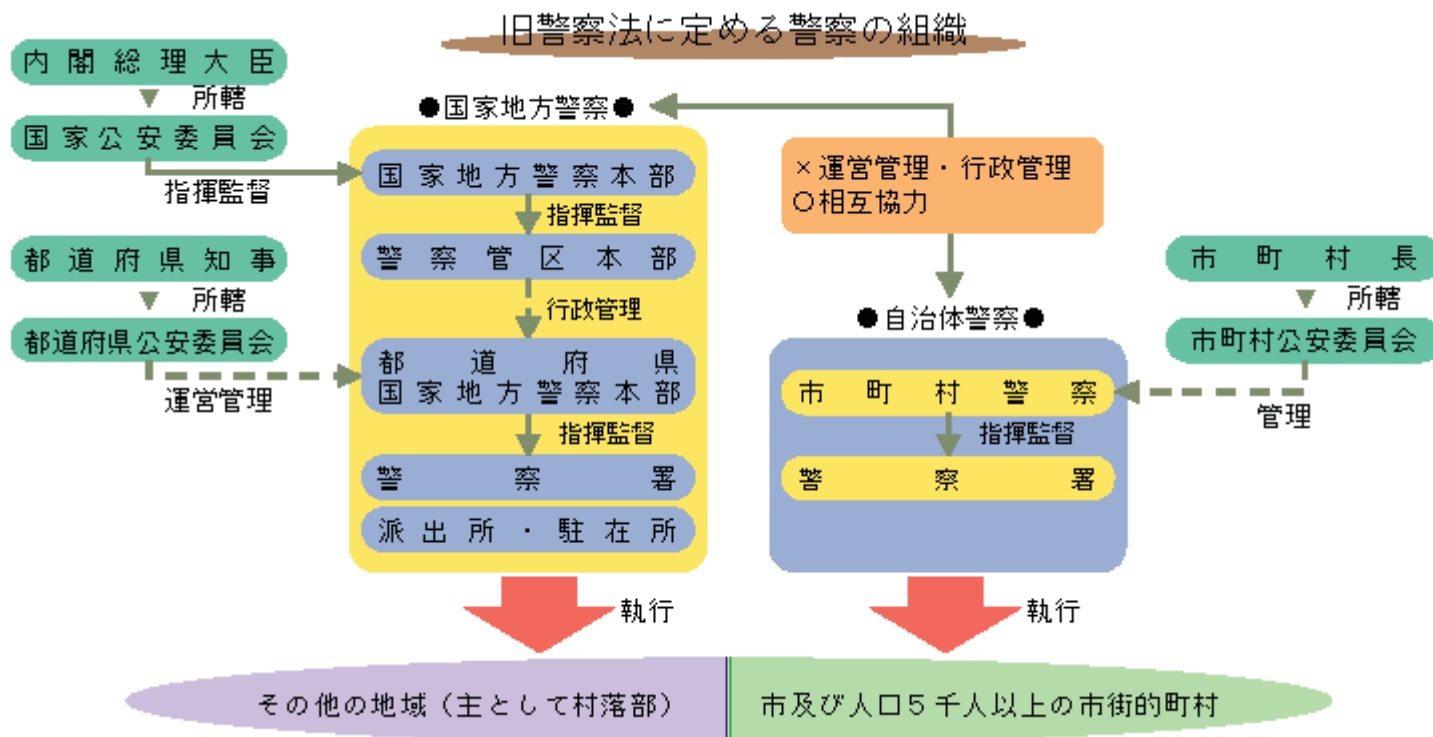 旧警察法に定める警察の組織
内閣総理大臣
所轄
国家公安委員会
指揮監督
都道府県知事
所轄
都道府県公安委員会
運営管理
●国家地方警察●
国家地方警察本部
指揮監督
警察管区本部
行政管理
都道府県
国家地方警察本部
指揮監督
警察署
派出所・駐在所
執行
×運営管理・行政管理
○相互協力
●自治体警察●
市町村警察
指揮監督
警察署
執行
市町村長
所轄
市町村公安委員会
管理
その他の地域(主として村落部)
市及び人口5千人以上の市街的町村